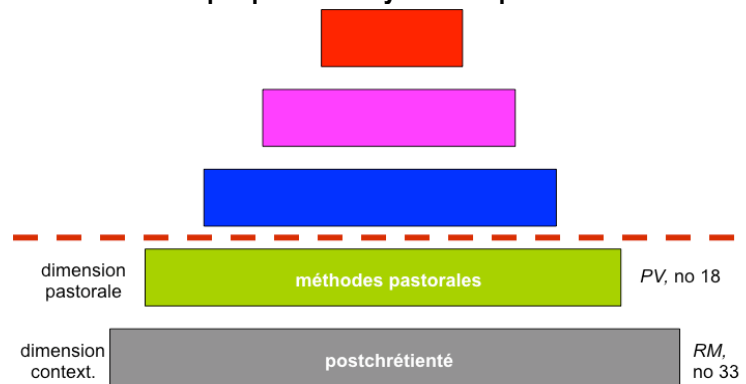 dimension
pastorale
méthodes pastorales
PV, no 18
dimension
context.
postchrétienté
RM,
no 33